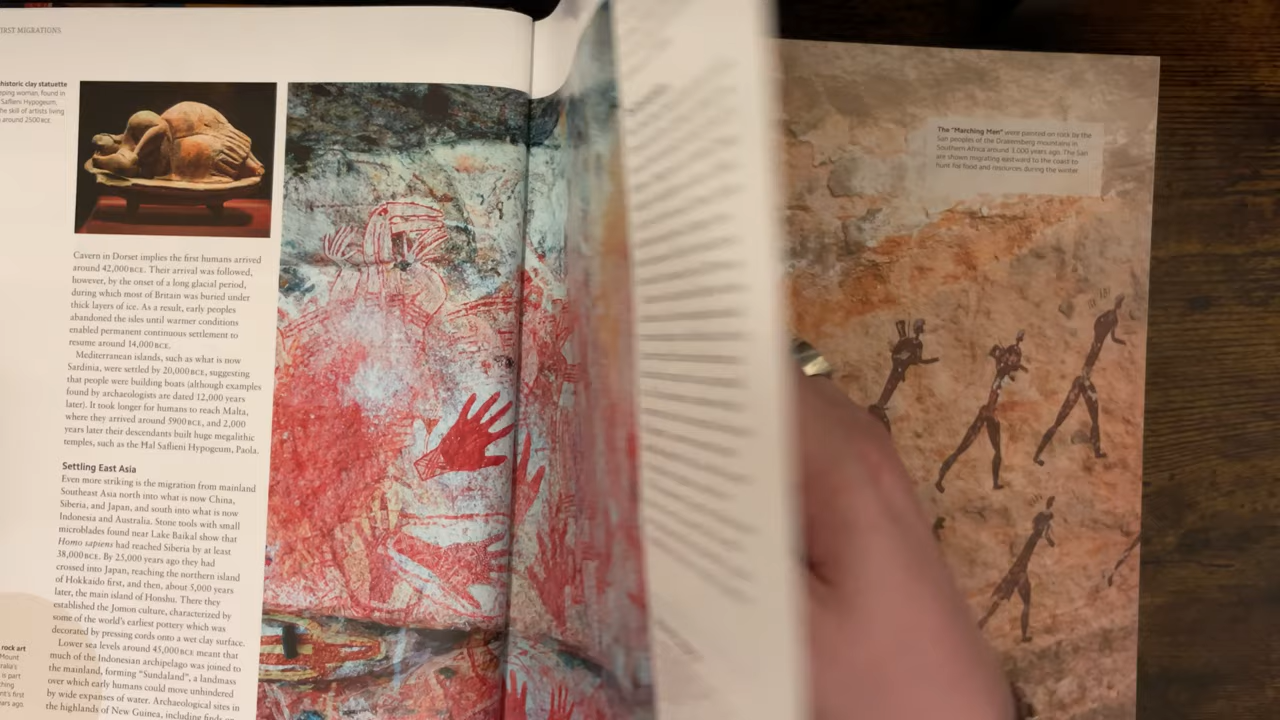 FIRST MIGRATIONS
historic clay statuette
eping woman, found in
Saflieni Hypogeum,
he skill of artists living
around 2500BCE.
Cavern in Dorset implies the first humans arrived
around 42,000BCE. Their arrival was followed,
however, by the onset of a long glacial period,
during which most of Britain was buried under
thick layers of ice. As a result, early peoples
abandoned the isles until warmer conditions
enabled permanent continuous settlement to
resume around 14,000BCE.
Mediterranean islands, such as what is now
Sardinia, were settled by 20,000BCE, suggesting
that people were building boats (although examples
found by archaeologists are dated 12,000 years
later). It took longer for humans to reach Malta,
where they arrived around 5900BCE, and 2,000
years later their descendants built huge megalithic
temples, such as the Hal Saflieni Hypogeum, Paola.
Settling East Asia
Even more striking is the migration from mainland
Southeast Asia north into what is now China,
Siberia, and Japan, and south into what is now
Indonesia and Australia. Stone tools with small
microblades found near Lake Baikal show that
Homo sapiens had reached Siberia by at least
38,000BCE. By 25,000 years ago they had
crossed into Japan, reaching the northern island
of Hokkaido first, and then, about 5,000 years
later, the main island of Honshu. There they
established the Jomon culture, characterized by
some of the world's earliest pottery which was
decorated by pressing cords onto a wet clay surface.
Lower sea levels around 45,000BCE meant that
much of the Indonesian archipelago was joined to
the mainland, forming "Sundaland", a landmass
over which early humans could move unhindered
by wide expanses of water. Archaeological sites in
the highlands of New Guinea, including finds
rock art
Mount
ralia's
is part
ching
nt's first
ars ago.
The "Marching Men" were painted on rock by the
San peoples of the Drakensberg mountains in
Southern Africa around 3,000 years ago. The San
are shown migrating eastward to the coast to
hunt for food and resources during the winter